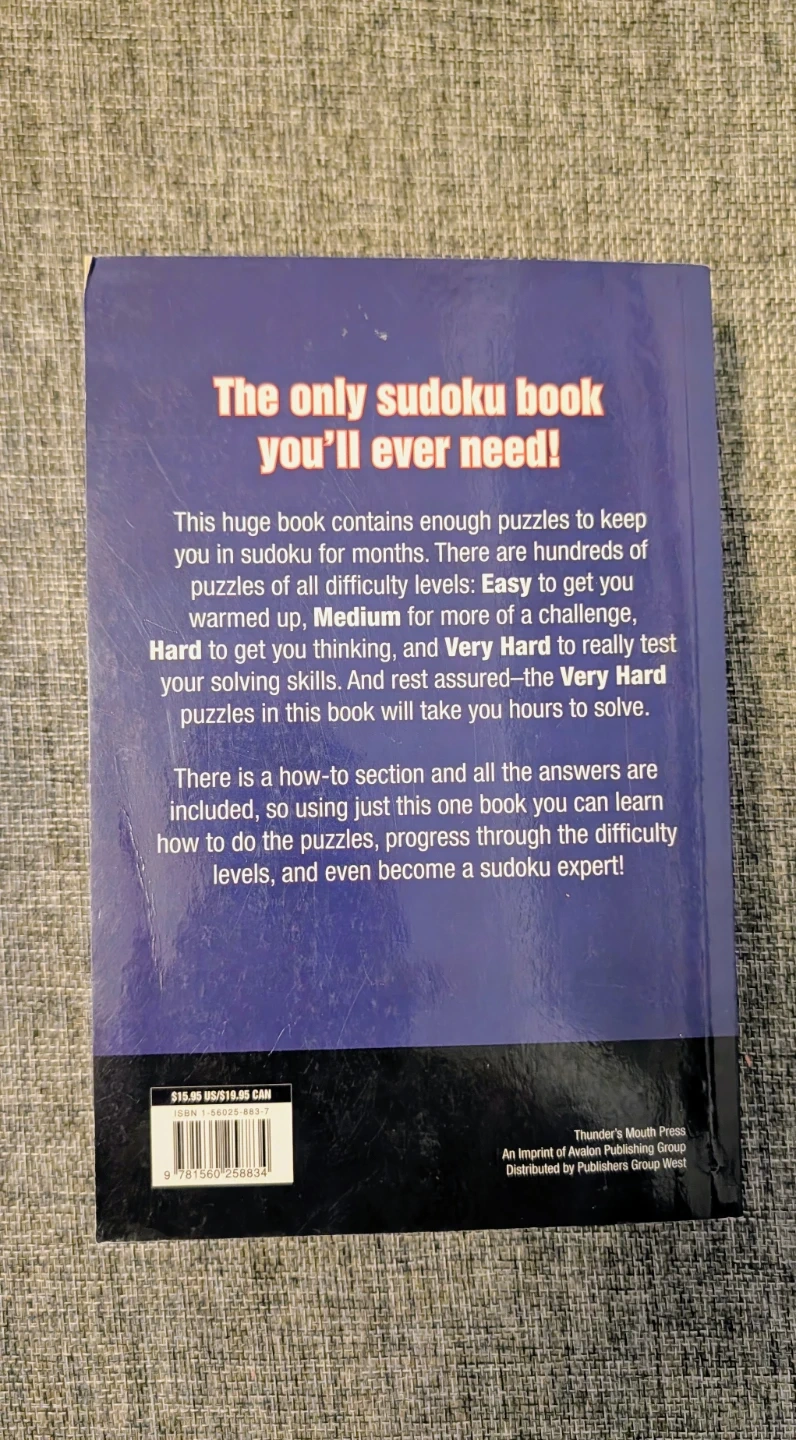 The only sudoku book
you'll ever need!
This huge book contains enough puzzles to keep
you in sudoku for months. There are hundreds of
puzzles of all difficulty levels: Easy to get you
warmed up, Medium for more of a challenge,
Hard to get you thinking, and Very Hard to really test
your solving skills. And rest assured–the Very Hard
puzzles in this book will take you hours to solve.
There is a how-to section and all the answers are
included, so using just this one book you can learn
how to do the puzzles, progress through the difficulty
levels, and even become a sudoku expert!
$15.95 US/$19.95 CAN
ISBN 1-56025-883-7
9 781560 258834
Thunder's Mouth Press
An Imprint of Avalon Publishing Group
Distributed by Publishers Group West